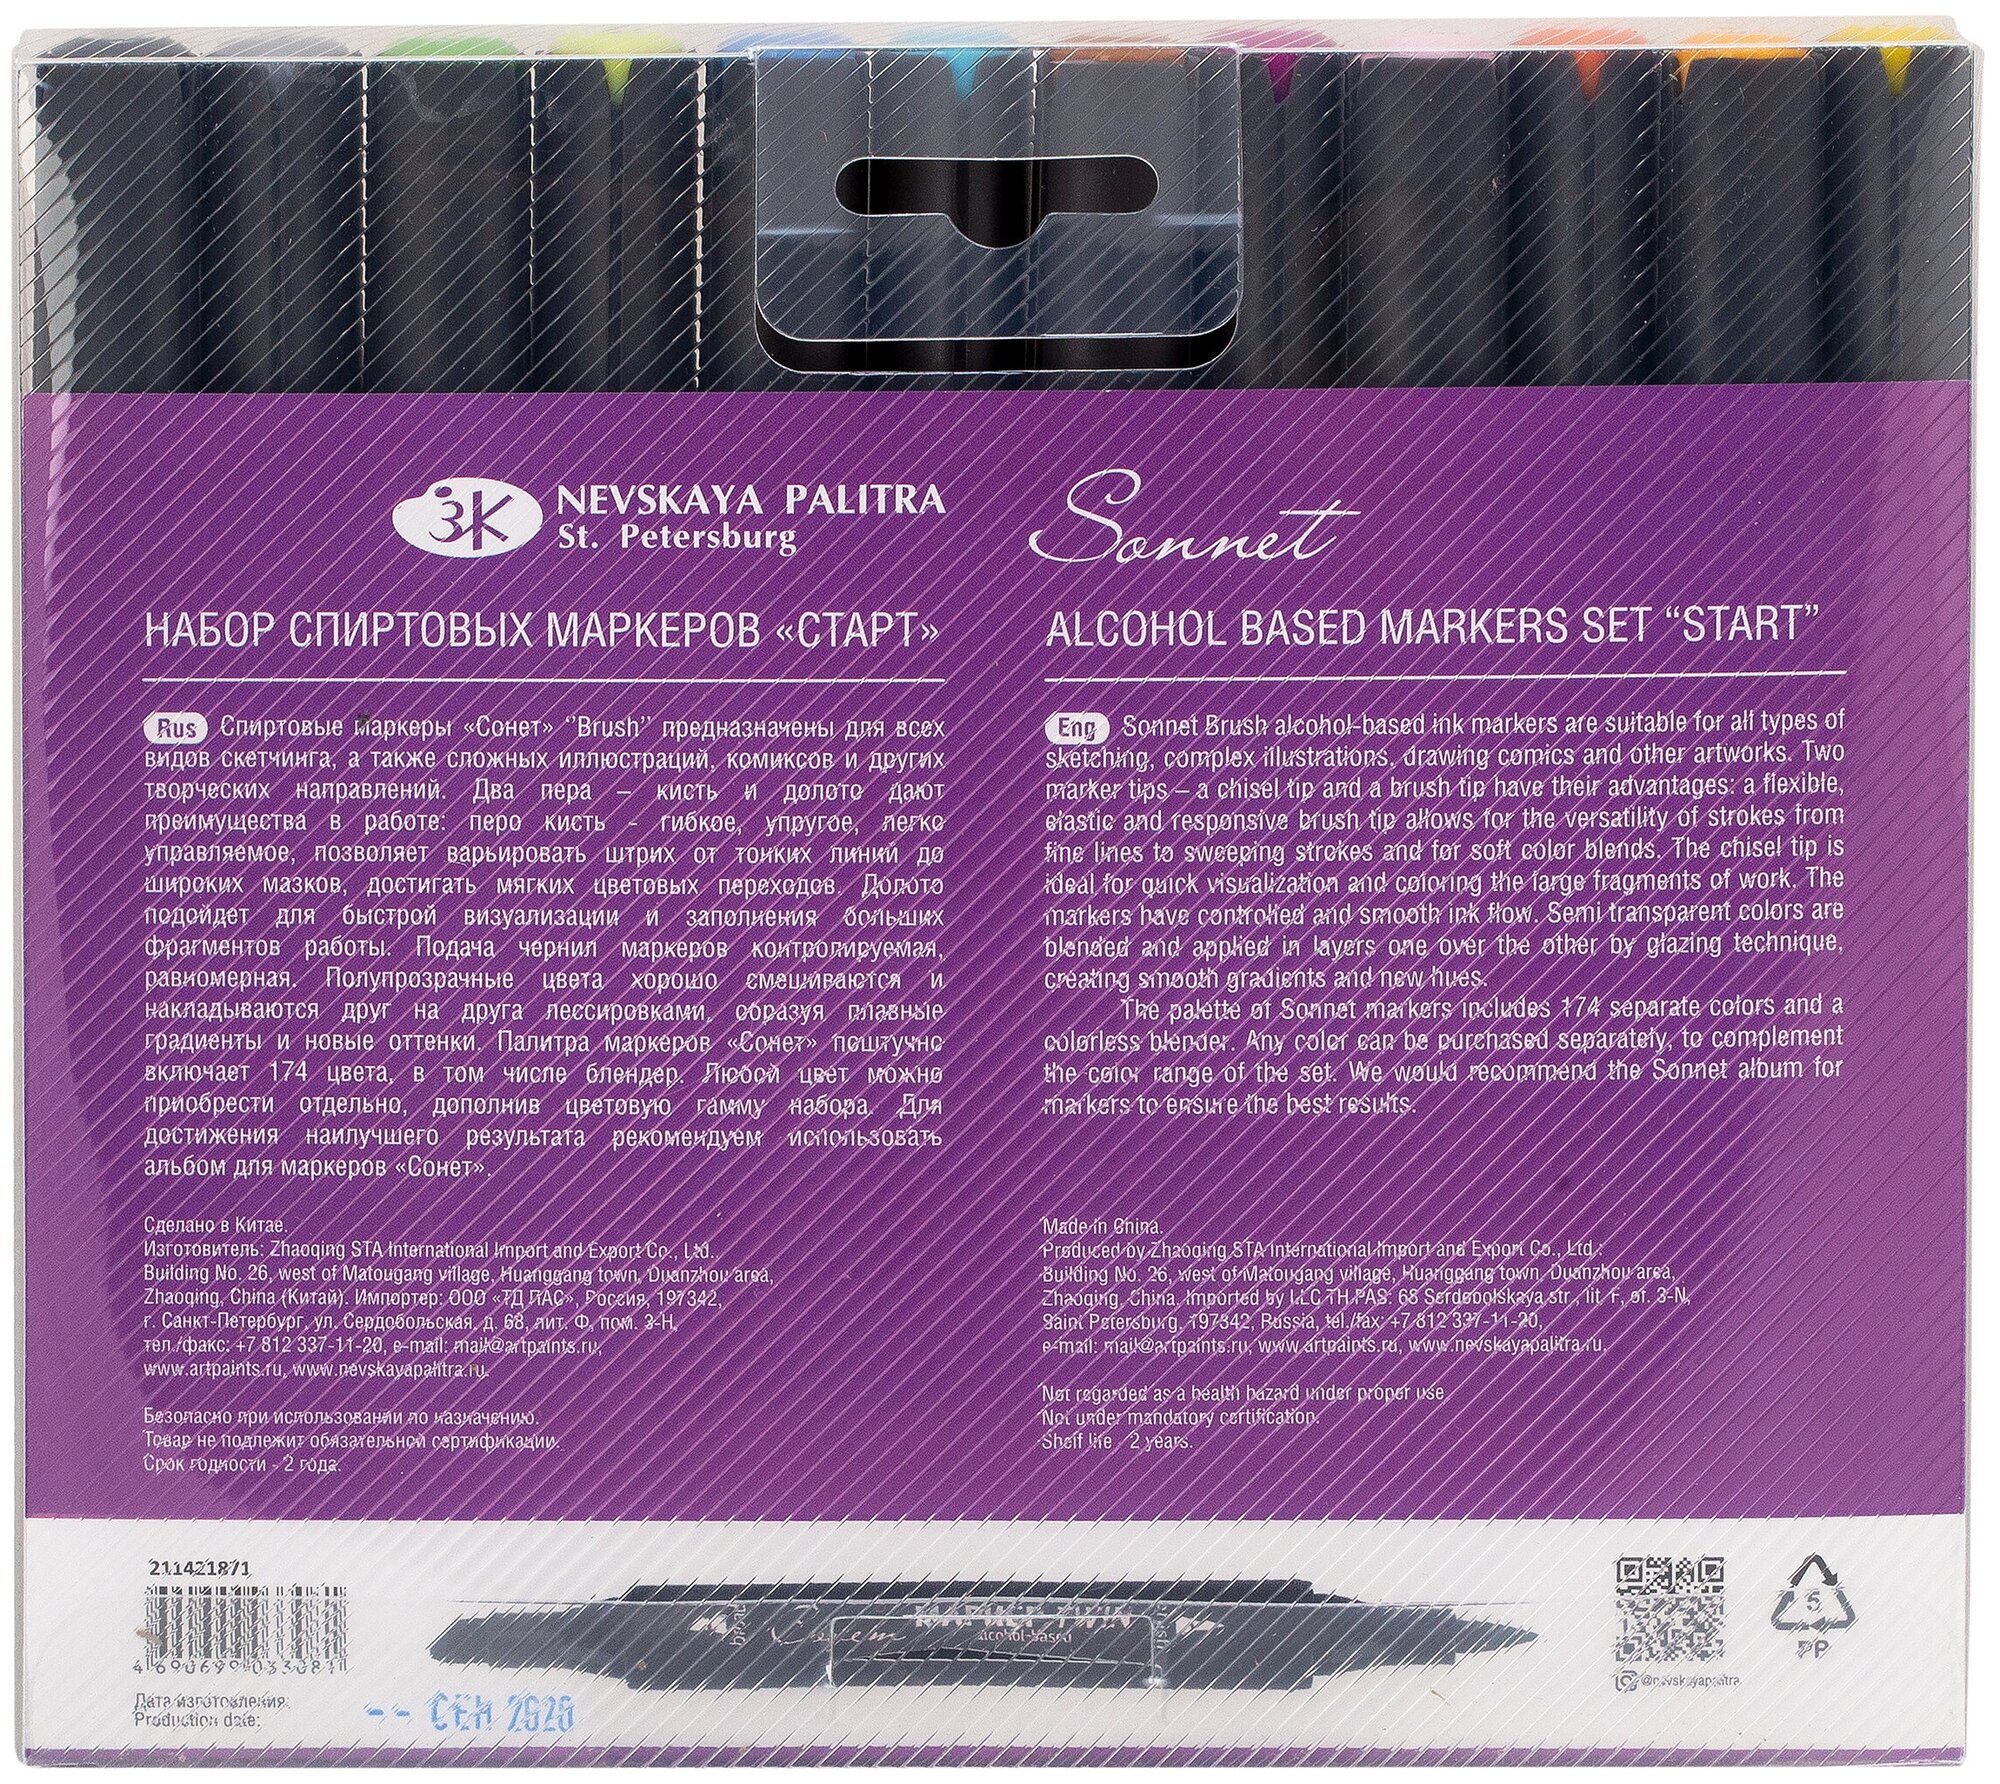 NEVSKAYA PALITRA
St. Petersburg
Sonnet
НАБОР СПИРТОВЫХ МАРКЕРОВ «СТАРТ»
Rus Спиртовые маркеры «Сонет» “Brush” предназначены для всех
видов скетчинга, а также сложных иллюстраций, комиксов и других
творческих направлений. Два пера – кисть и долото дают
преимущества в работе: перо кисть - гибкое, упругое, легко
управляемое, позволяет варьировать штрих от тонких линий до
широких мазков, достигать мягких цветовых переходов. Долото
подойдет для быстрой визуализации и заполнения больших
фрагментов работы. Подача чернил маркеров контролируемая,
равномерная. Полупрозрачные цвета хорошо смешиваются и
накладываются друг на друга лессировками, образуя плавные
градиенты и новые оттенки. Палитра маркеров «Сонет» поштучно
включает 174 цвета, в том числе блендер. Любой цвет можно
приобрести отдельно, дополнив цветовую гамму набора. Для
достижения наилучшего результата рекомендуем использовать
альбом для маркеров «Сонет».
Сделано в Китае.
Изготовитель: Zhaoqing STA International Import and Export Co., Ltd.,
Building No. 26, west of Matougang village, Huanggang town, Duanzhou area,
Zhaoqing, China (Китай). Импортер: ООО «ТД ПАС», Россия, 197342,
г. Санкт-Петербург, ул. Сердобольская, д. 68, лит. Ф, пом. 3-Н,
тел./факс: +7 812 337-11-20, e-mail: mail@artpaints.ru,
www.artpaints.ru, www.nevskayapalitra.ru.
Безопасно при использовании по назначению.
Товар не подлежит обязательной сертификации.
Срок годности - 2 года.
ALCOHOL BASED MARKERS SET “START”
Eng Sonnet Brush alcohol-based ink markers are suitable for all types of
sketching, complex illustrations, drawing comics and other artworks. Two
marker tips – a chisel tip and a brush tip have their advantages: a flexible,
elastic and responsive brush tip allows for the versatility of strokes from
fine lines to sweeping strokes and for soft color blends. The chisel tip is
ideal for quick visualization and coloring the large fragments of work. The
markers have controlled and smooth ink flow. Semi transparent colors are
blended and applied in layers one over the other by glazing technique,
creating smooth gradients and new hues.
The palette of Sonnet markers includes 174 separate colors and a
colorless blender. Any color can be purchased separately, to complement
the color range of the set. We would recommend the Sonnet album for
markers to ensure the best results.
Made in China.
Produced by Zhaoqing STA International Import and Export Co., Ltd.:
Building No. 26, west of Matougang village, Huanggang town, Duanzhou area,
Zhaoqing, China. Imported by LLC TH PAS: 68 Serdobolskaya str., lit. F, of. 3-N,
Saint Petersburg, 197342, Russia, tel./fax: +7 812 337-11-20,
e-mail: mail@artpaints.ru, www.artpaints.ru, www.nevskayapalitra.ru.
Not regarded as a health hazard under proper use.
Not under mandatory certification.
Shelf life - 2 years.
211421871
4 690699 033081
Дата изготовления:
Production date:
-- СЕН 2020
broad
alcohol-based
@nevskayapalitra
5
PP